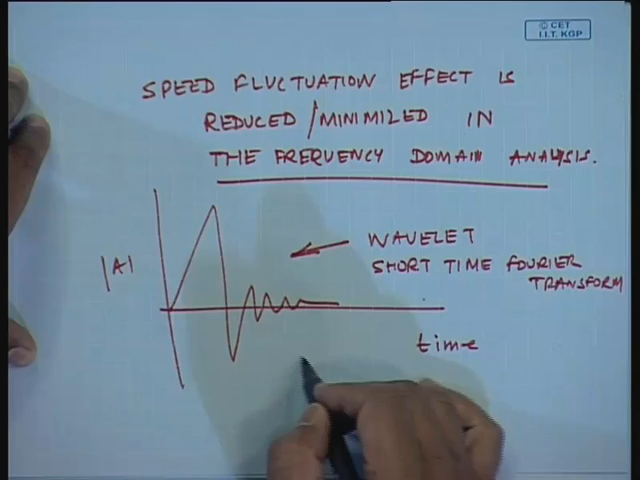 © CET
I.I.T. KGP
SPEED FLUCTUATION EFFECT IS
REDUCED/MINIMIZED IN
THE FREQUENCY DOMAIN ANALYSIS.
|A|
WAVELET
SHORT TIME FOURIER
TRANSFORM
time